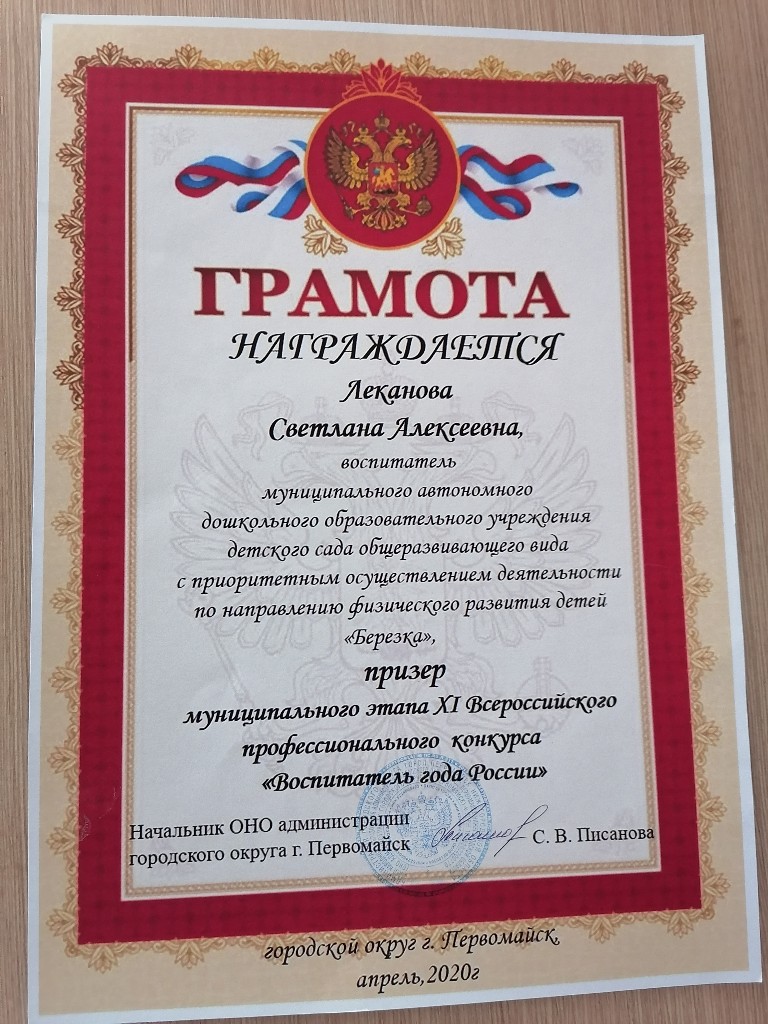 ГРАМОТА
НАГРАЖДАЕТСЯ
Леканова
Светлана Алексеевна,
воспитатель
муниципального автономного
дошкольного образовательного учреждения
детского сада общеразвивающего вида
с приоритетным осуществлением деятельности
по направлению физического развития детей
«Березка»,
призер
муниципального этапа XI Всероссийского
профессионального конкурса
«Воспитатель года России»
Начальник ОНО администрации
городского округа г. Первомайск С. В. Писанова
городской округ г. Первомайск,
апрель,2020г